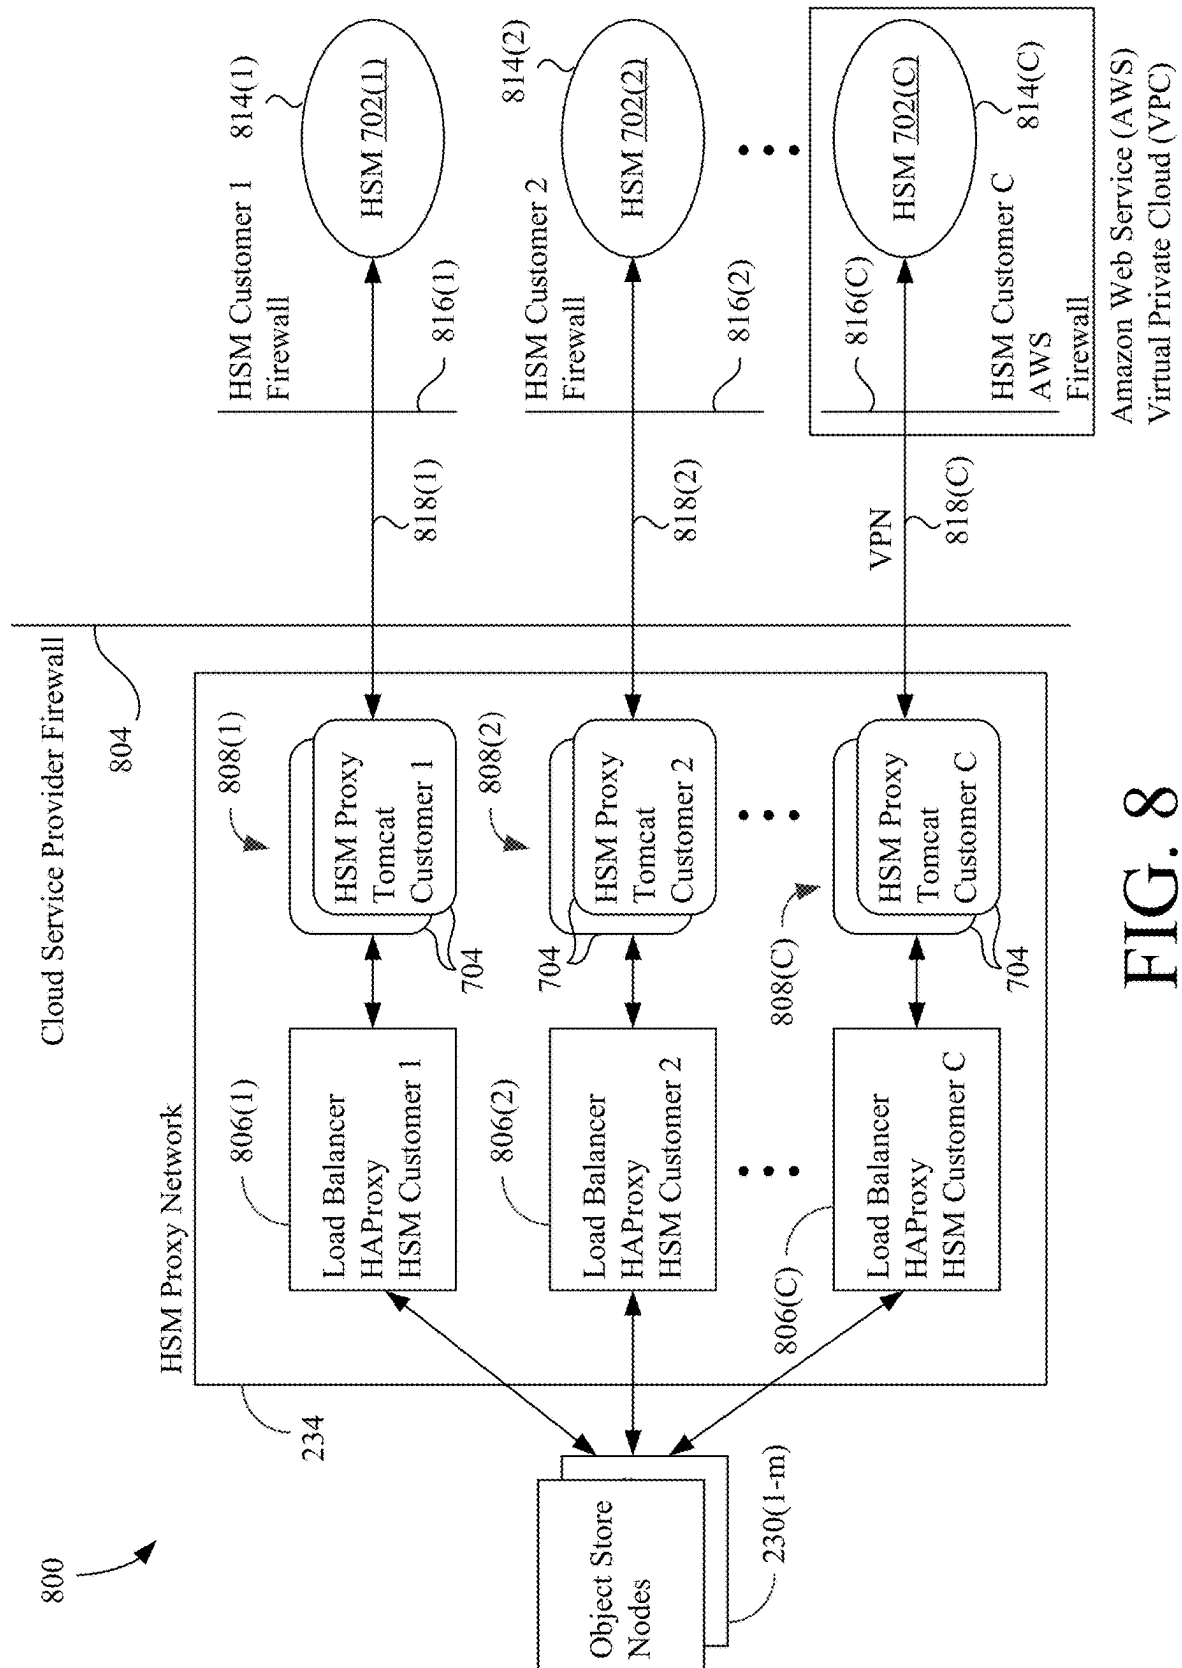 800
Object Store
Nodes
230(1-m)
234
HSM Proxy Network
Cloud Service Provider Firewall
804
Load Balancer
HAProxy
HSM Customer 1
806(1)
HSM Proxy
Tomcat
Customer 1
808(1)
704
818(1)
HSM Customer 1
Firewall
816(1)
HSM 702(1)
814(1)
Load Balancer
HAProxy
HSM Customer 2
806(2)
HSM Proxy
Tomcat
Customer 2
808(2)
704
818(2)
HSM Customer 2
Firewall
816(2)
HSM 702(2)
814(2)
Load Balancer
HAProxy
HSM Customer C
806(C)
HSM Proxy
Tomcat
Customer C
808(C)
704
VPN
818(C)
816(C)
HSM Customer C
AWS
Firewall
HSM 702(C)
814(C)
Amazon Web Service (AWS)
Virtual Private Cloud (VPC)
FIG. 8